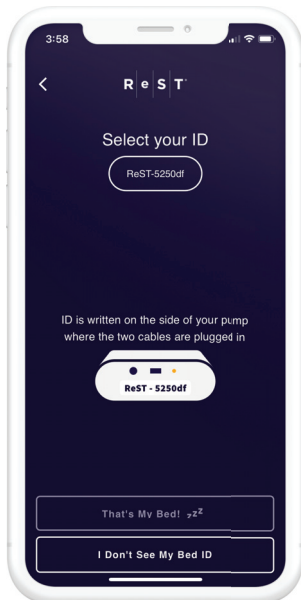 3:58
ReST
Select your ID
ReST-5250df
ID is written on the side of your pump
where the two cables are plugged in
ReST - 5250df
That's My Bed! zzZ
I Don't See My Bed ID